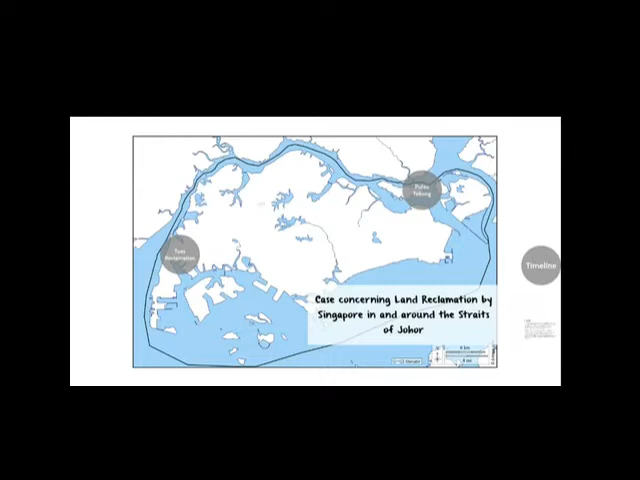 Pulau
Tekong
Tuas
Reclamation
Timeline
Case concerning Land Reclamation by
Singapore in and around the Straits
of Johor